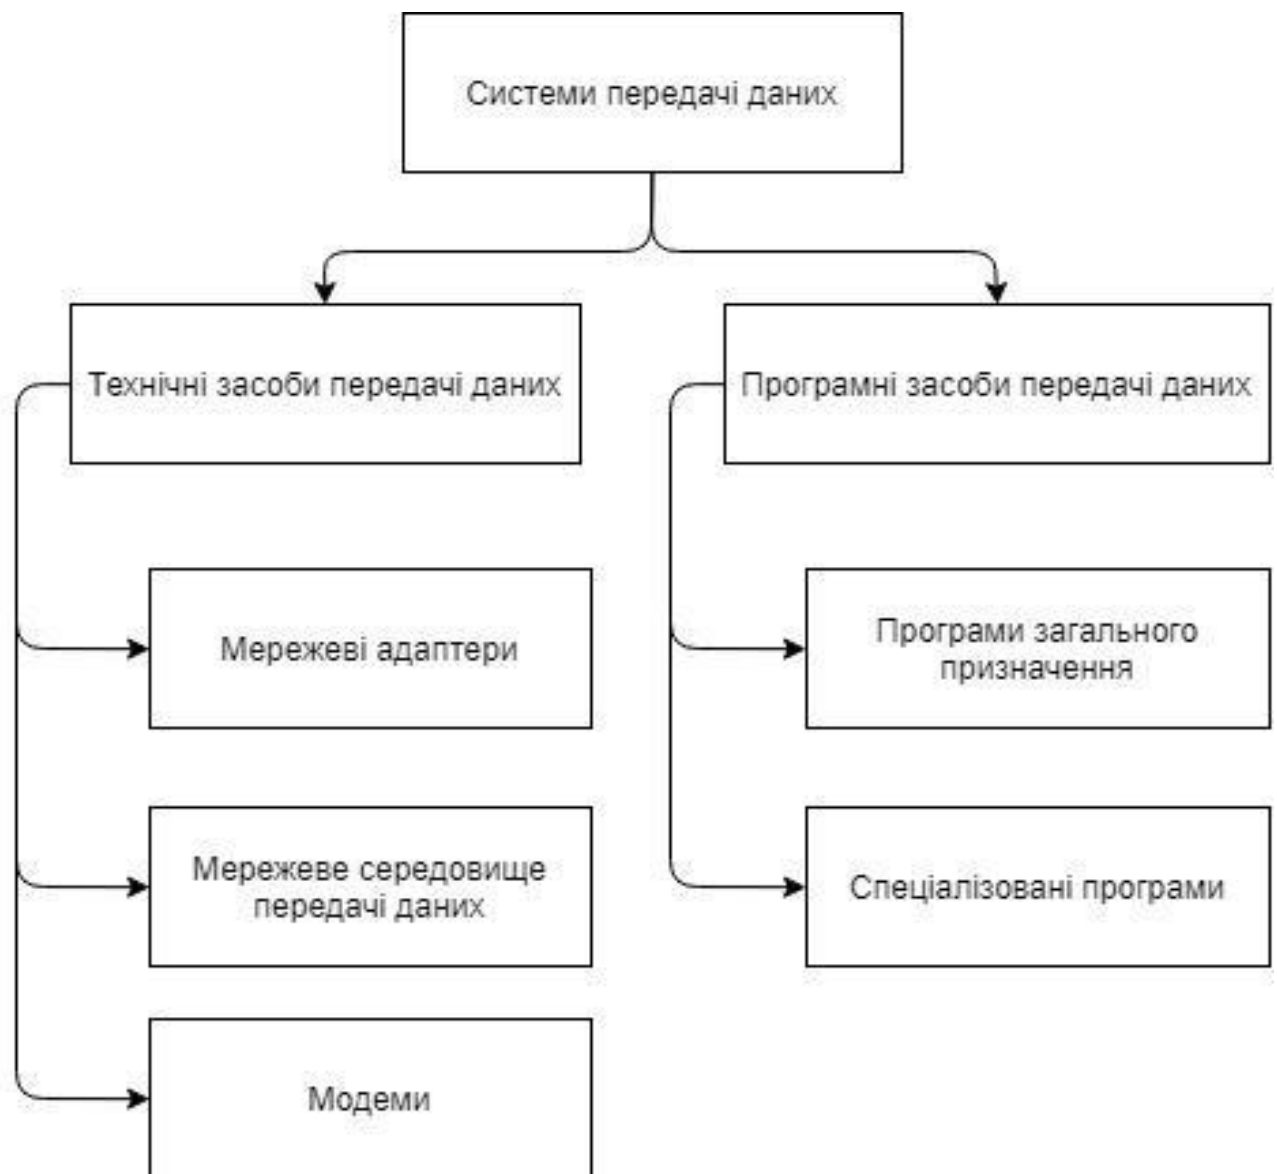 Системи передачі даних
Технічні засоби передачі даних
Програмні засоби передачі даних
Мережеві адаптери
Програми загального
призначення
Мережеве середовище
передачі даних
Спеціалізовані програми
Модеми